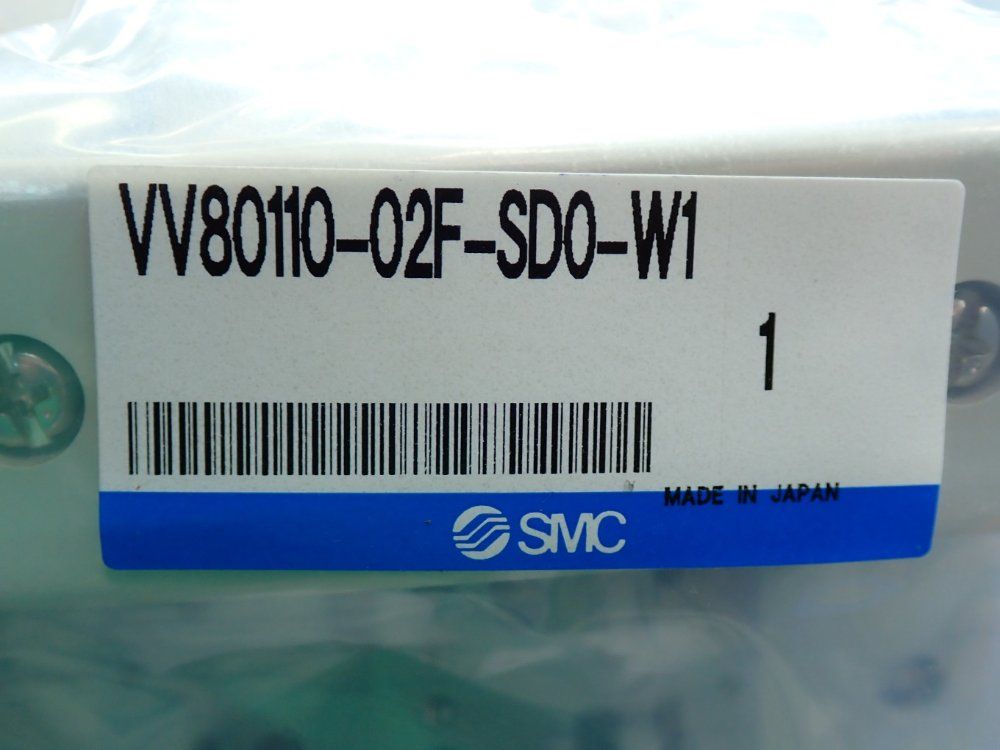 VV80110-02F-SD0-W1
1
MADE IN JAPAN
SMC